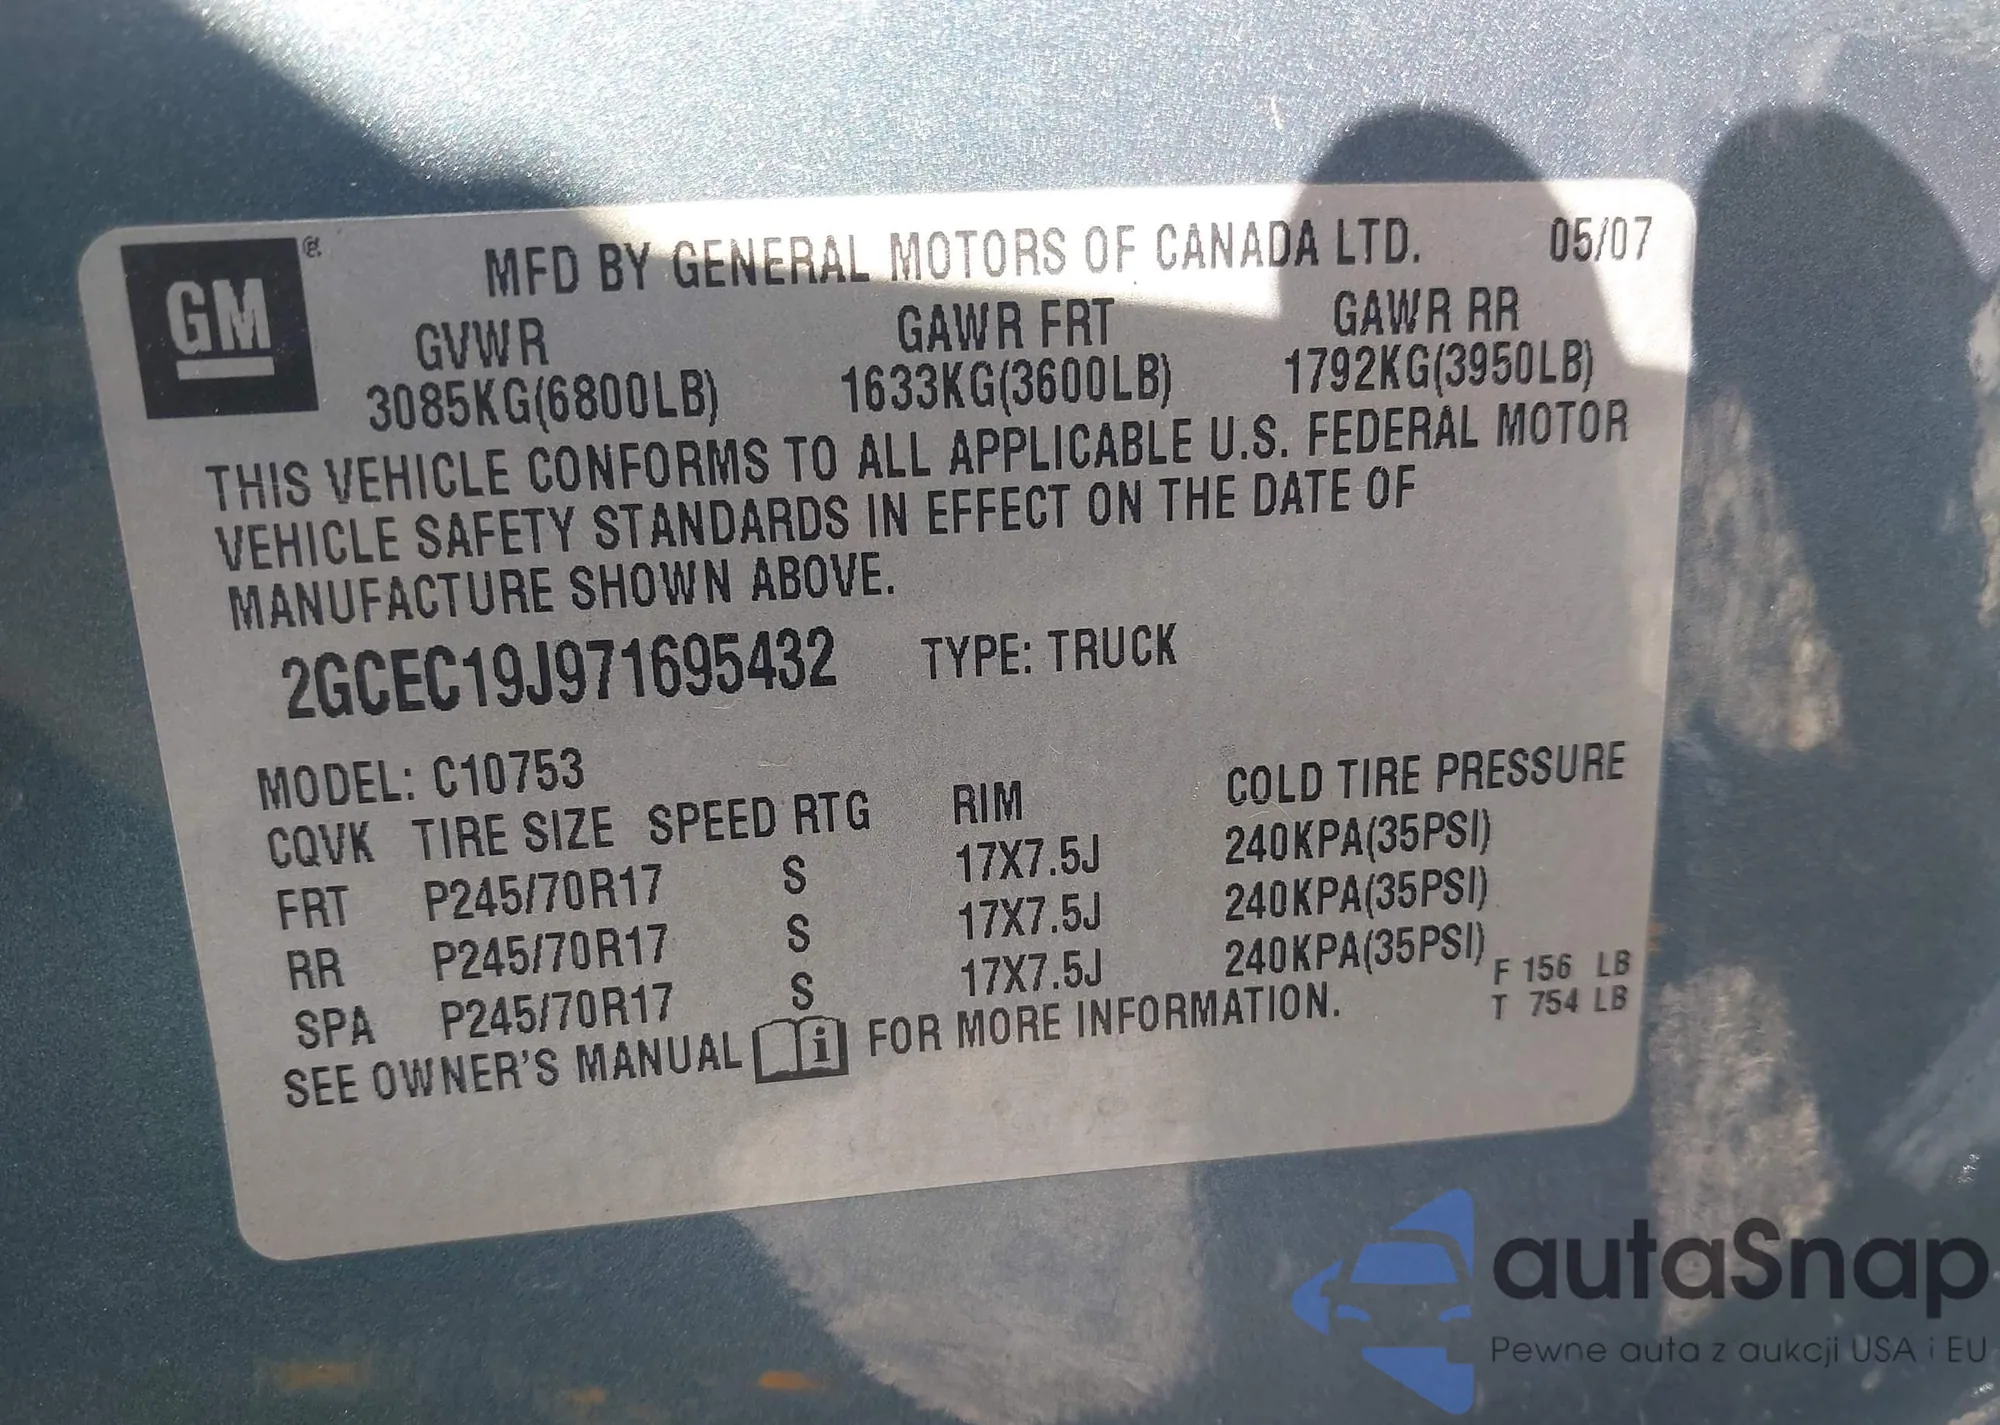 GM
MFD BY GENERAL MOTORS OF CANADA LTD. 05/07
GVWR GAWR FRT GAWR RR
3085KG(6800LB) 1633KG(3600LB) 1792KG(3950LB)
THIS VEHICLE CONFORMS TO ALL APPLICABLE U.S. FEDERAL MOTOR
VEHICLE SAFETY STANDARDS IN EFFECT ON THE DATE OF
MANUFACTURE SHOWN ABOVE.
2GCEC19J971695432 TYPE: TRUCK
MODEL: C10753
CQVK TIRE SIZE SPEED RTG RIM COLD TIRE PRESSURE
FRT P245/70R17 S 17X7.5J 240KPA(35PSI)
RR P245/70R17 S 17X7.5J 240KPA(35PSI)
SPA P245/70R17 S 17X7.5J 240KPA(35PSI)
F 156 LB
T 754 LB
SEE OWNER'S MANUAL i FOR MORE INFORMATION.
autaSnap
Pewne auta z aukcji USA i EU